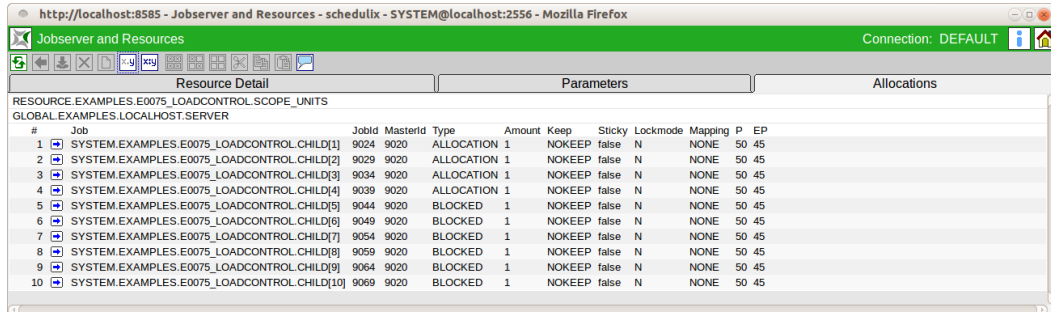 http://localhost:8585 - Jobserver and Resources - schedulix - SYSTEM@localhost:2556 - Mozilla Firefox
Jobserver and Resources Connection: DEFAULT
x.y x:y
Resource Detail Parameters Allocations
RESOURCE.EXAMPLES.E0075_LOADCONTROL.SCOPE_UNITS
GLOBAL.EXAMPLES.LOCALHOST.SERVER
# Job JobId MasterId Type Amount Keep Sticky Lockmode Mapping P EP
1 SYSTEM.EXAMPLES.E0075_LOADCONTROL.CHILD[1] 9024 9020 ALLOCATION 1 NOKEEP false N NONE 50 45
2 SYSTEM.EXAMPLES.E0075_LOADCONTROL.CHILD[2] 9029 9020 ALLOCATION 1 NOKEEP false N NONE 50 45
3 SYSTEM.EXAMPLES.E0075_LOADCONTROL.CHILD[3] 9034 9020 ALLOCATION 1 NOKEEP false N NONE 50 45
4 SYSTEM.EXAMPLES.E0075_LOADCONTROL.CHILD[4] 9039 9020 ALLOCATION 1 NOKEEP false N NONE 50 45
5 SYSTEM.EXAMPLES.E0075_LOADCONTROL.CHILD[5] 9044 9020 BLOCKED 1 NOKEEP false N NONE 50 45
6 SYSTEM.EXAMPLES.E0075_LOADCONTROL.CHILD[6] 9049 9020 BLOCKED 1 NOKEEP false N NONE 50 45
7 SYSTEM.EXAMPLES.E0075_LOADCONTROL.CHILD[7] 9054 9020 BLOCKED 1 NOKEEP false N NONE 50 45
8 SYSTEM.EXAMPLES.E0075_LOADCONTROL.CHILD[8] 9059 9020 BLOCKED 1 NOKEEP false N NONE 50 45
9 SYSTEM.EXAMPLES.E0075_LOADCONTROL.CHILD[9] 9064 9020 BLOCKED 1 NOKEEP false N NONE 50 45
10 SYSTEM.EXAMPLES.E0075_LOADCONTROL.CHILD[10] 9069 9020 BLOCKED 1 NOKEEP false N NONE 50 45